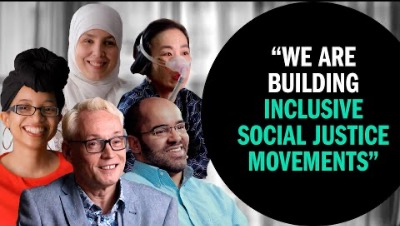 “WE ARE
BUILDING
INCLUSIVE
SOCIAL JUSTICE
MOVEMENTS”